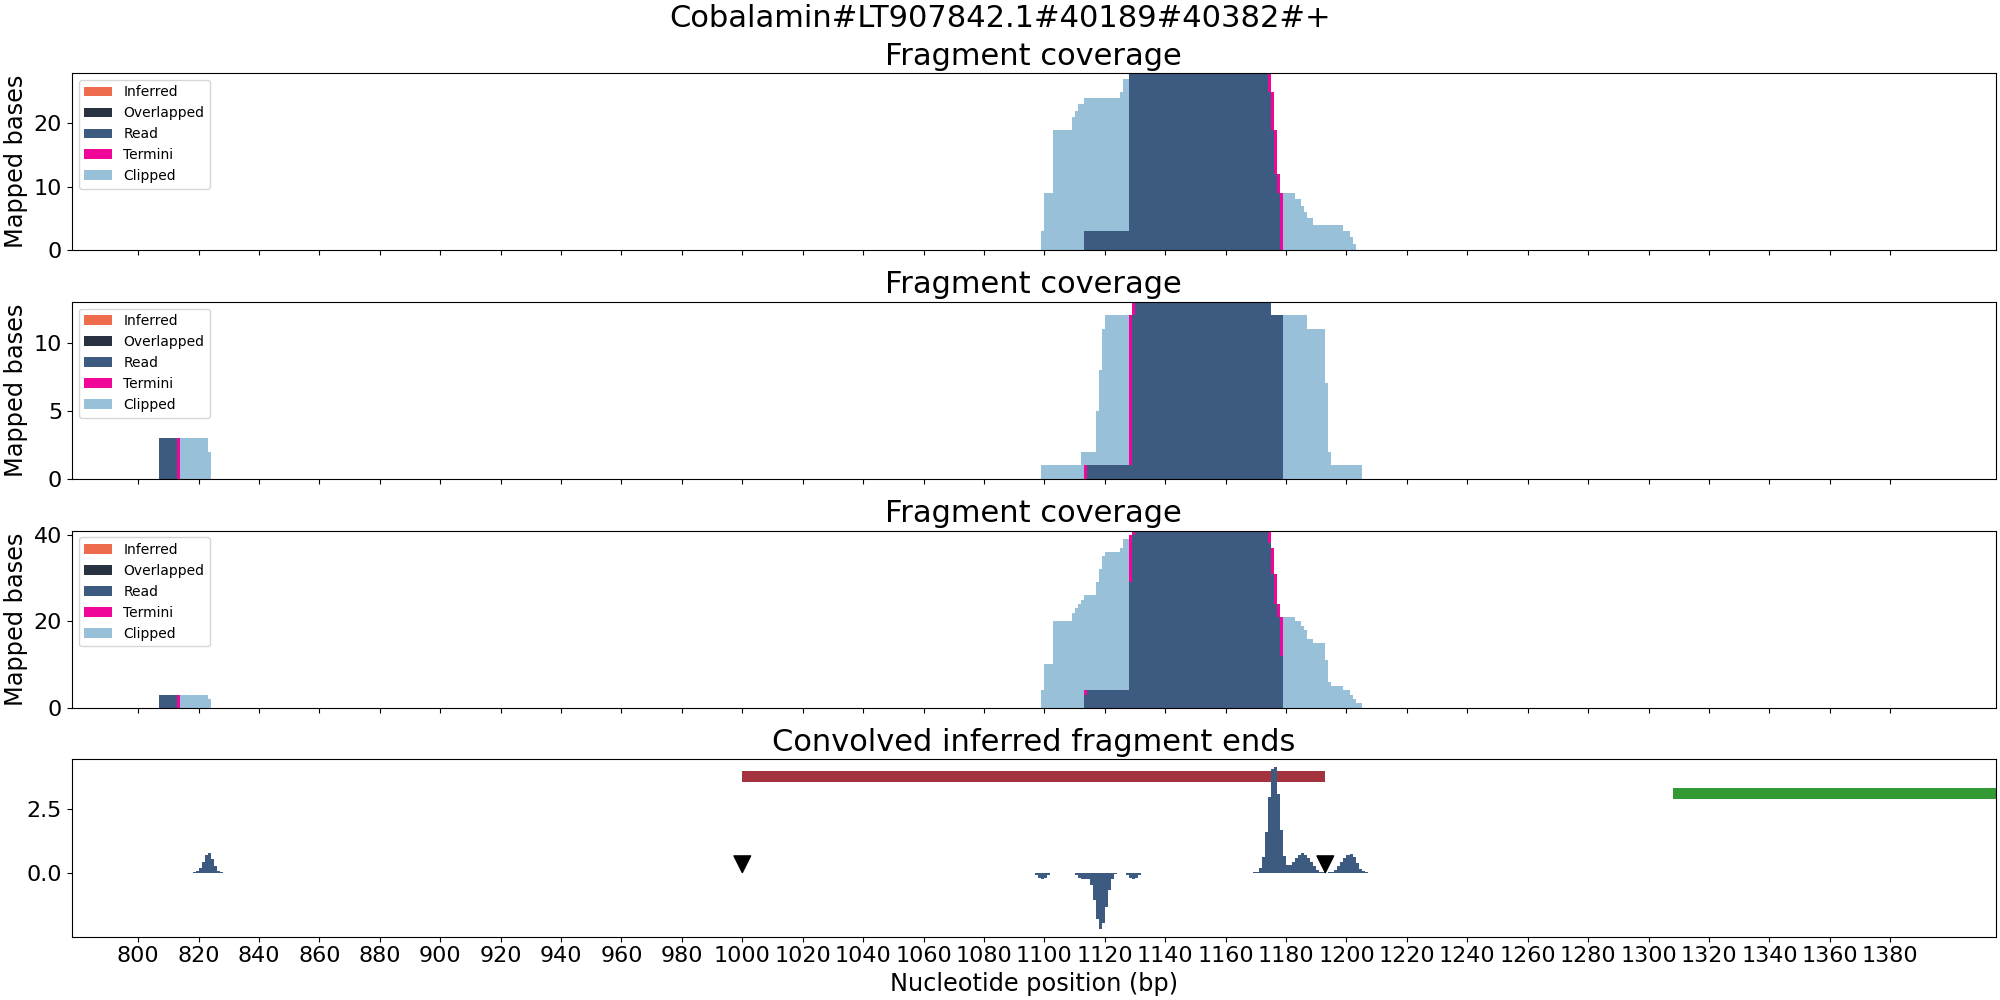 Cobalamin#LT907842.1#40189#40382#+
Fragment coverage
Mapped bases
20
10
0
Inferred
Overlapped
Read
Termini
Clipped
Fragment coverage
Mapped bases
10
5
0
Inferred
Overlapped
Read
Termini
Clipped
Fragment coverage
Mapped bases
40
20
0
Inferred
Overlapped
Read
Termini
Clipped
Convolved inferred fragment ends
2.5
0.0
800 820 840 860 880 900 920 940 960 980 1000 1020 1040 1060 1080 1100 1120 1140 1160 1180 1200 1220 1240 1260 1280 1300 1320 1340 1360 1380
Nucleotide position (bp)